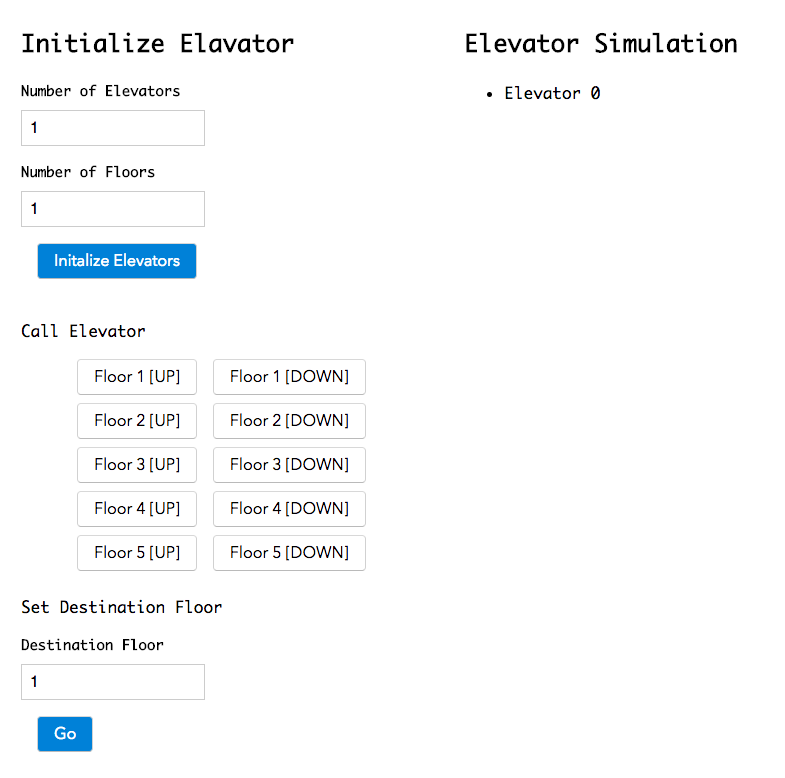 Initialize Elavator
Number of Elevators
1
Number of Floors
1
Initalize Elevators
Call Elevator
Floor 1 [UP] Floor 1 [DOWN]
Floor 2 [UP] Floor 2 [DOWN]
Floor 3 [UP] Floor 3 [DOWN]
Floor 4 [UP] Floor 4 [DOWN]
Floor 5 [UP] Floor 5 [DOWN]
Set Destination Floor
Destination Floor
1
Go
Elevator Simulation
• Elevator 0